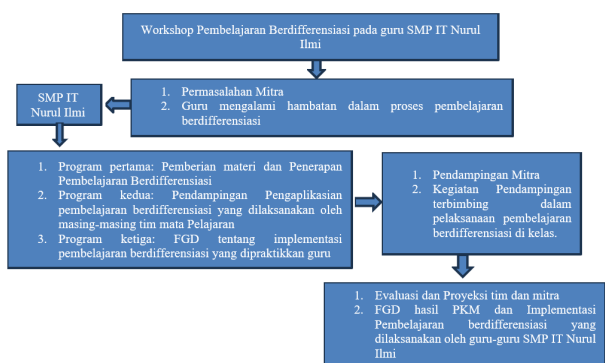 Workshop Pembelajaran Berdifferensiasi pada guru SMP IT Nurul
Ilmi
1. Permasalahan Mitra
2. Guru mengalami hambatan dalam proses pembelajaran
berdifferensiasi
SMP IT
Nurul Ilmi
1. Program pertama: Pemberian materi dan Penerapan
Pembelajaran Berdifferensiasi
2. Program kedua: Pendampingan Pengaplikasian
pembelajaran berdifferensiasi yang dilaksanakan oleh
masing-masing tim mata Pelajaran
3. Program ketiga: FGD tentang implementasi
pembelajaran berdifferensiasi yang dipraktikkan guru
1. Pendampingan Mitra
2. Kegiatan Pendampingan
terbimbing dalam
pelaksanaan pembelajaran
berdifferensiasi di kelas.
1. Evaluasi dan Proyeksi tim dan mitra
2. FGD hasil PKM dan Implementasi
Pembelajaran berdifferensiasi yang
dilaksanakan oleh guru-guru SMP IT Nurul
Ilmi